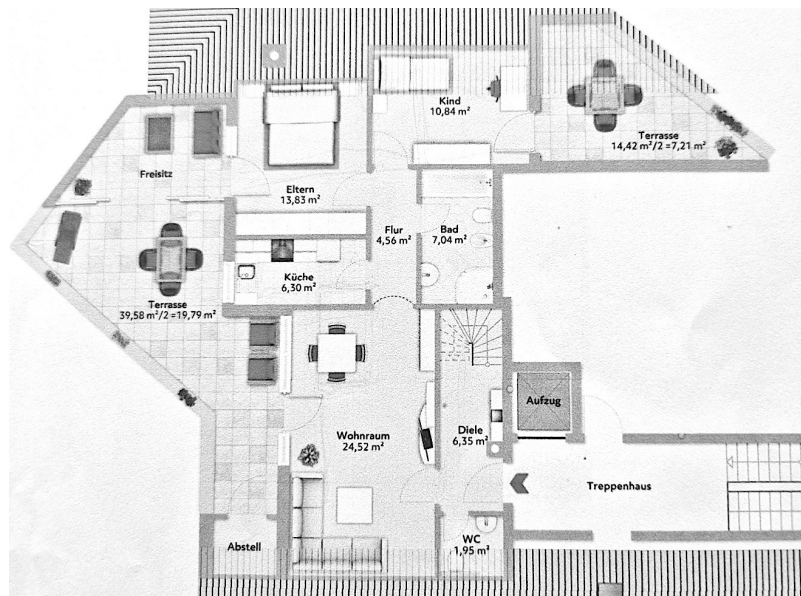 Kind
10,84 m²
Terrasse
14,42 m²/2 =7,21 m²
Freisitz
Eltern
13,83 m²
Flur
4,56 m²
Bad
7,04 m²
Küche
6,30 m²
Terrasse
39,58 m²/2 =19,79 m²
Aufzug
Wohnraum
24,52 m²
Diele
6,35 m²
Treppenhaus
Abstell
WC
1,95 m²